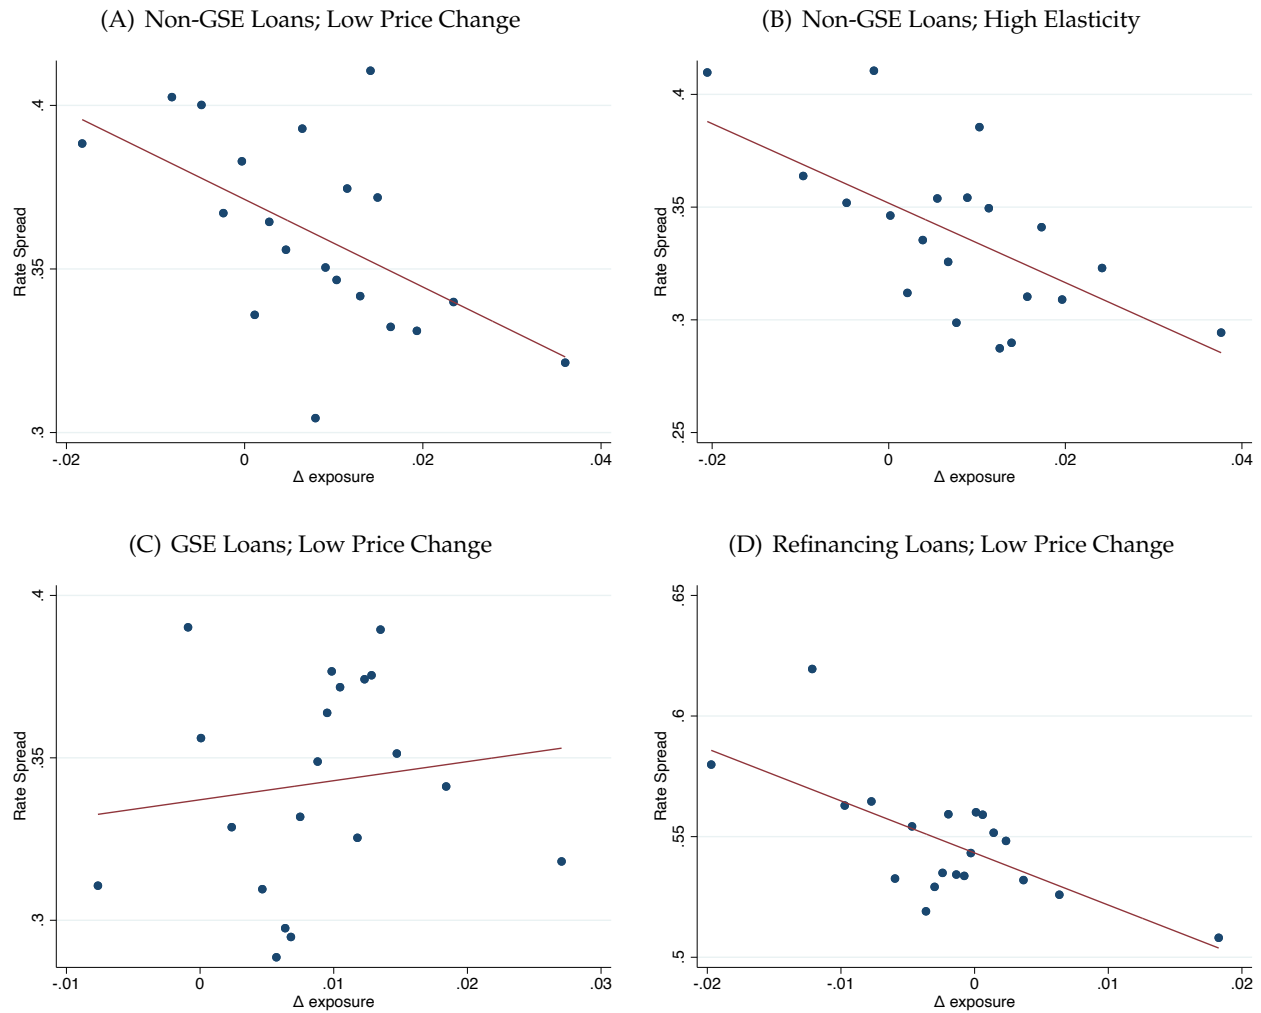 (A) Non-GSE Loans; Low Price Change
.4
.35
.3
Rate Spread
-.02 0 .02 .04
Δ exposure
(B) Non-GSE Loans; High Elasticity
.4
.35
.3
.25
Rate Spread
-.02 0 .02 .04
Δ exposure
(C) GSE Loans; Low Price Change
.4
.35
.3
Rate Spread
-.01 0 .01 .02 .03
Δ exposure
(D) Refinancing Loans; Low Price Change
.65
.6
.55
.5
Rate Spread
-.02 -.01 0 .01 .02
Δ exposure